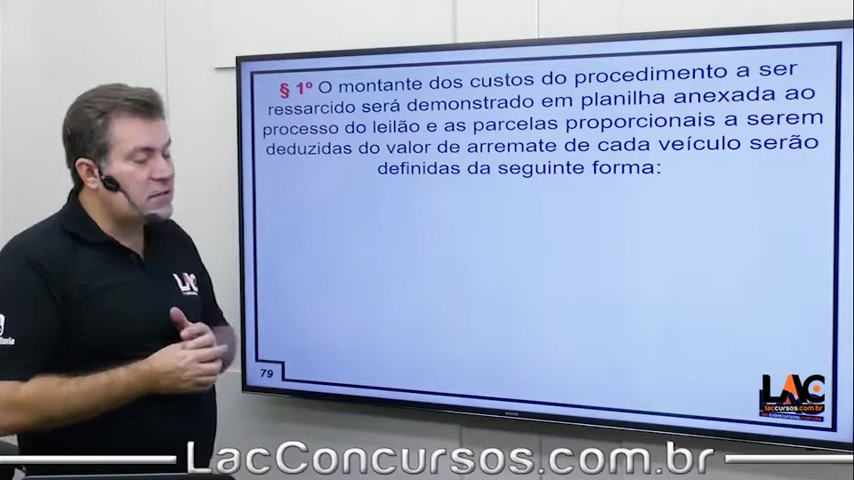 § 1º O montante dos custos do procedimento a ser
ressarcido será demonstrado em planilha anexada ao
processo do leilão e as parcelas proporcionais a serem
deduzidas do valor de arremate de cada veículo serão
definidas da seguinte forma:
79
LAC
LAC
laccursos.com.br
LacConcursos.com.br